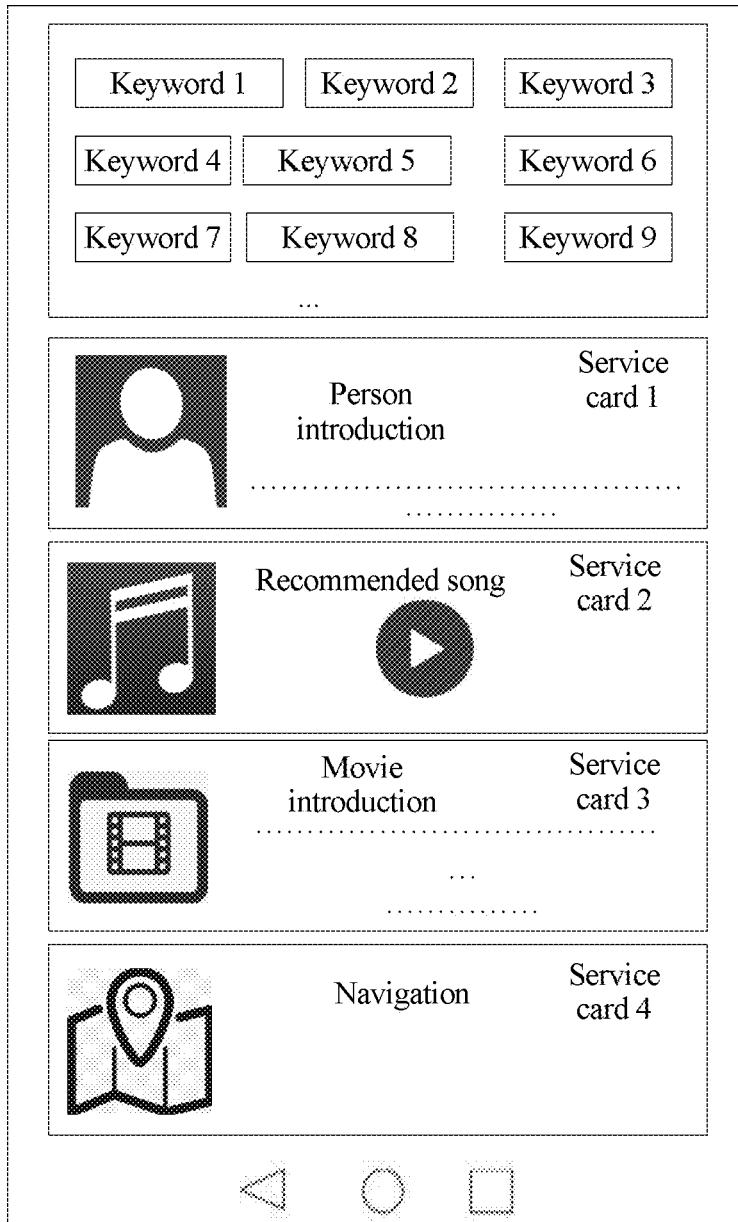 Keyword 1 Keyword 2 Keyword 3
Keyword 4 Keyword 5 Keyword 6
Keyword 7 Keyword 8 Keyword 9
...
Person
introduction
Service
card 1
Recommended song
Service
card 2
Movie
introduction
Service
card 3
...
Navigation
Service
card 4